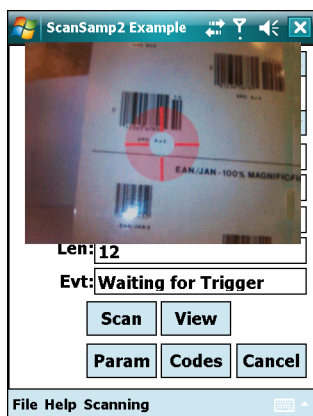 ScanSamp2 Example
EAN/JAN-100%
Len: 12
Evt: Waiting for Trigger
Scan View
Param Codes Cancel
File Help Scanning